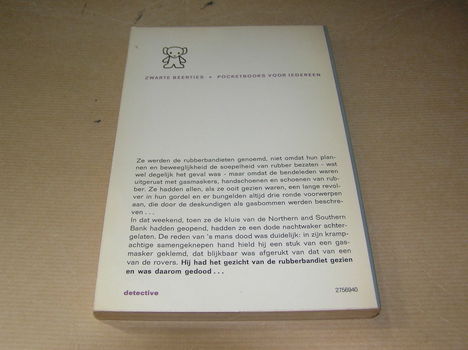 ZWARTE BEERTJES • POCKETBOOKS VOOR IEDEREEN
Ze werden de rubberbandieten genoemd, niet omdat hun plan-
nen en beweeglijkheid de soepelheid van rubber bezaten - wat
wel degelijk het geval was - maar omdat de bendeleden waren
uitgerust met gasmaskers, handschoenen en schoenen van rub-
ber. Ze hadden allen, als ze ooit gezien waren, een lange revol-
ver in hun gordel en er bungelden altijd drie ronde voorwerpen
aan, die door de deskundigen als gasbommen werden beschre-
ven...
In dat weekend, toen ze de kluis van de Northern and Southern
Bank hadden geopend, hadden ze een dode nachtwaker achter-
gelaten. De reden van 's mans dood was duidelijk: in zijn kramp-
achtige samengeknepen hand hield hij een stuk van een gas-
masker geklemd, dat blijkbaar was afgerukt van dat van een
van de rovers. Hij had het gezicht van de rubberbandiet gezien
en was daarom gedood...
detective
2756940